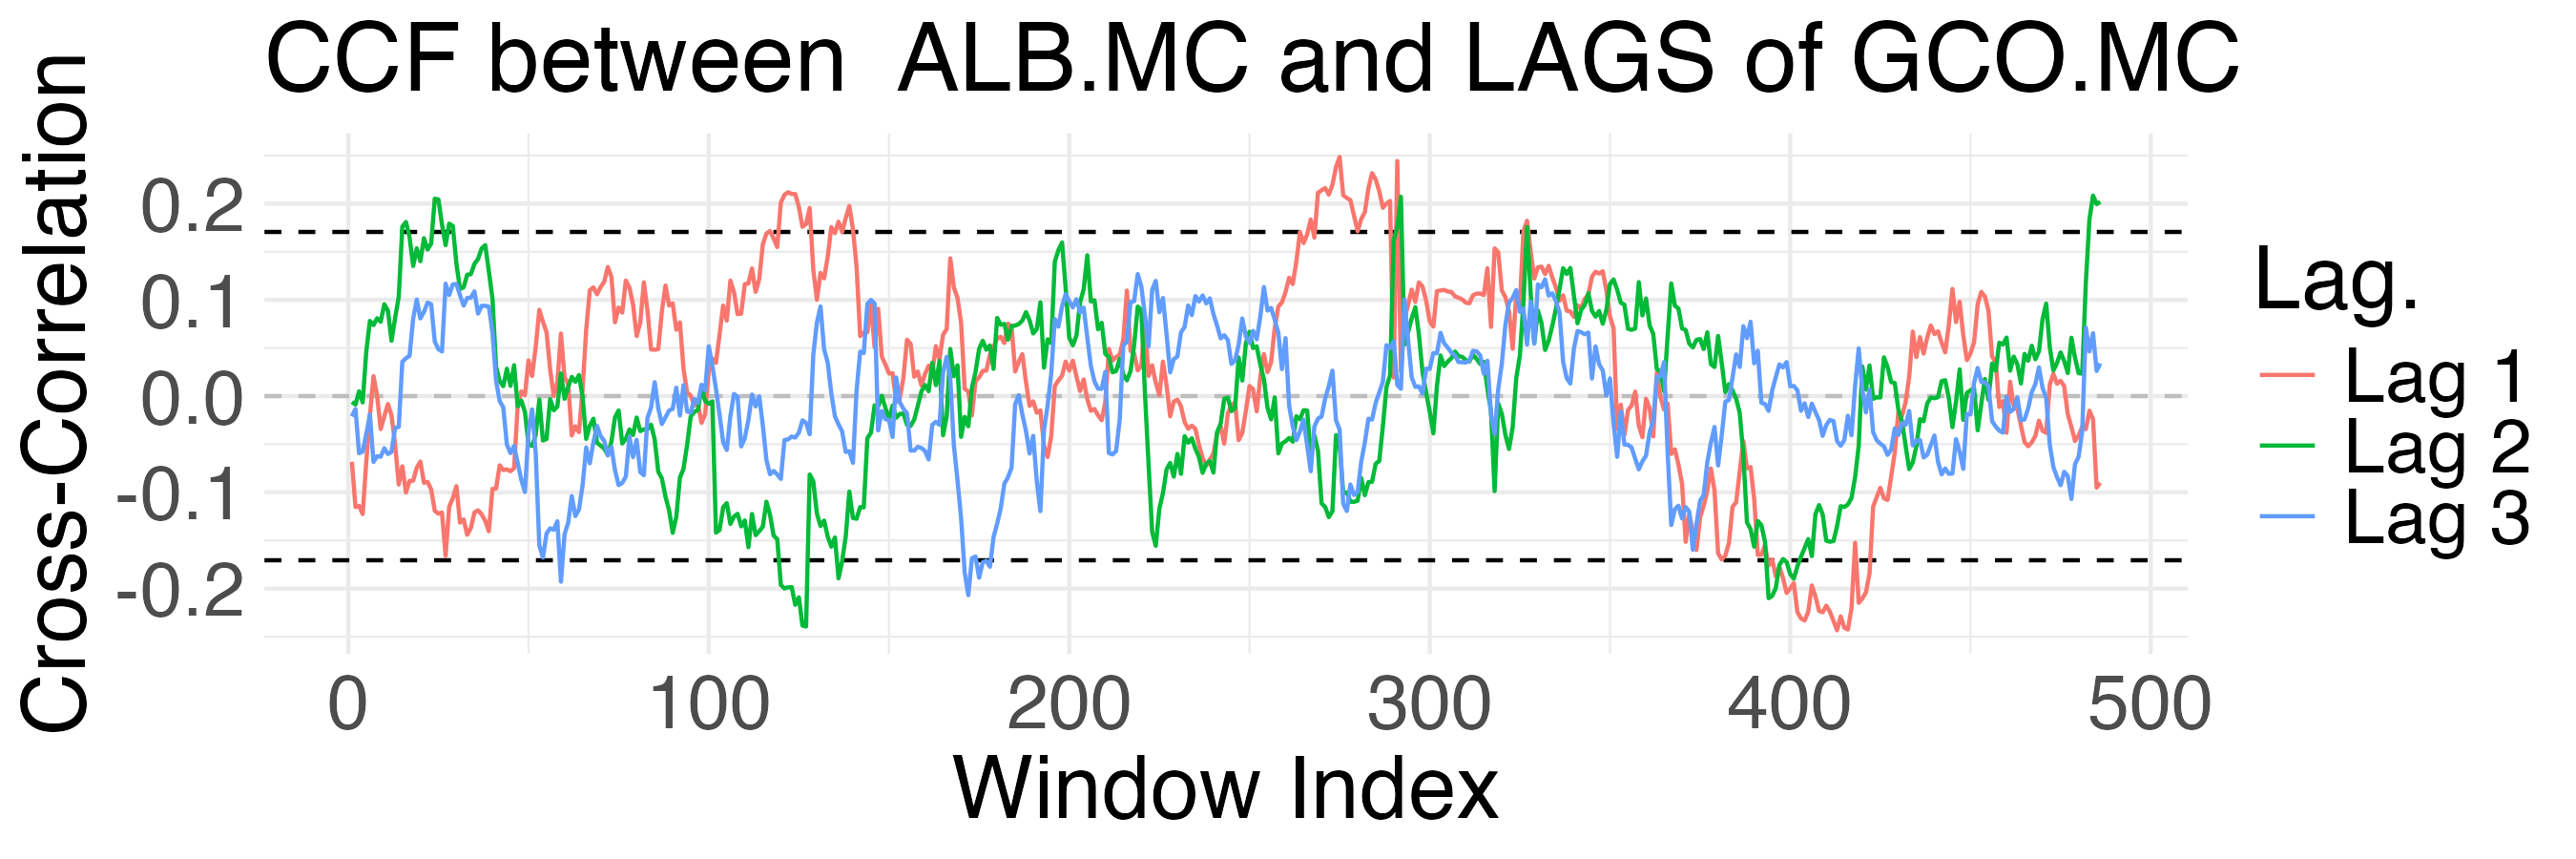 CCF between  ALB.MC and LAGS of GCO.MC
Cross-Correlation
0.2
0.1
0.0
-0.1
-0.2
0 100 200 300 400 500
Window Index
Lag.
Lag 1
Lag 2
Lag 3